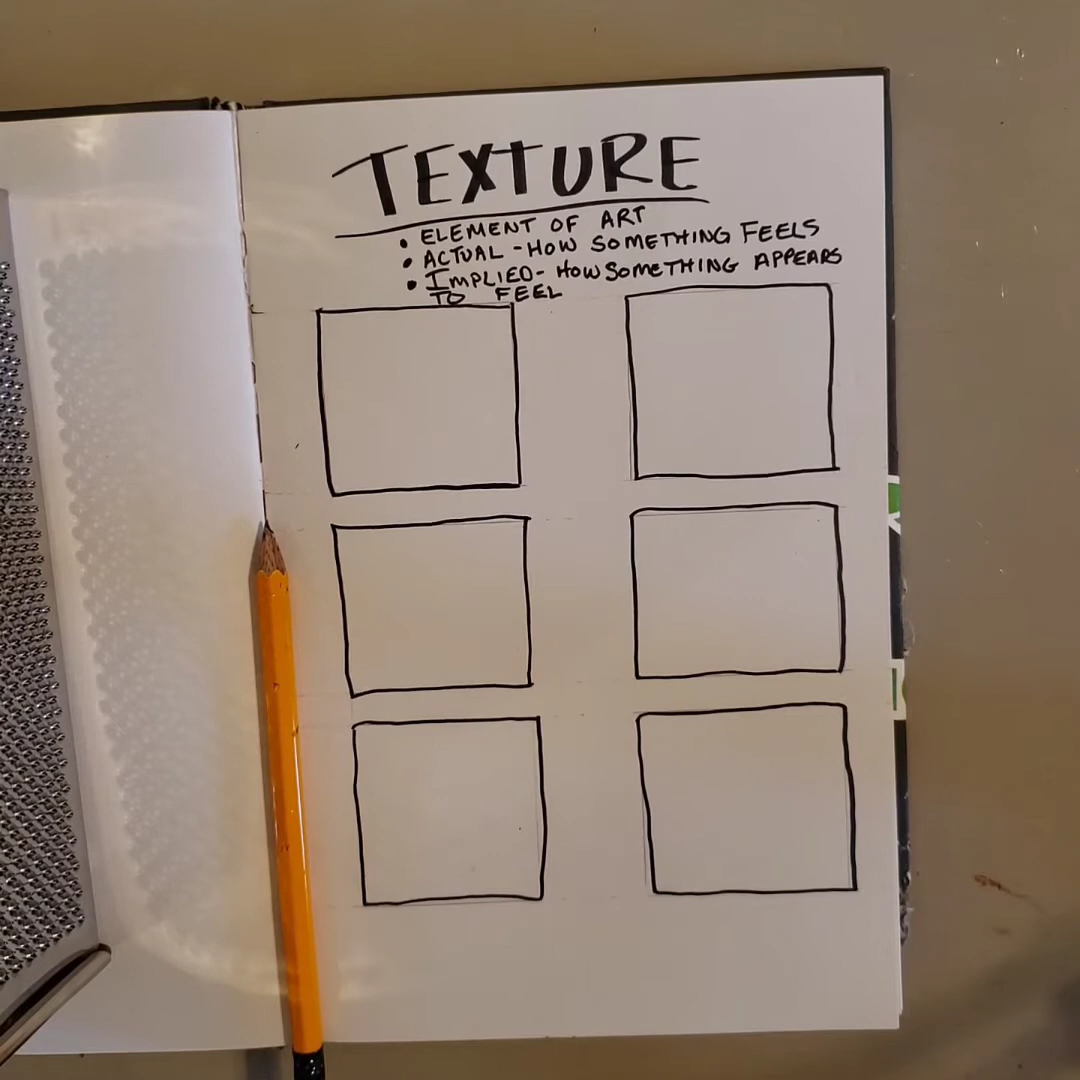 TEXTURE
• ELEMENT OF ART
• ACTUAL - HOW SOMETHING FEELS
• IMPLIED - HOW SOMETHING APPEARS
TO FEEL